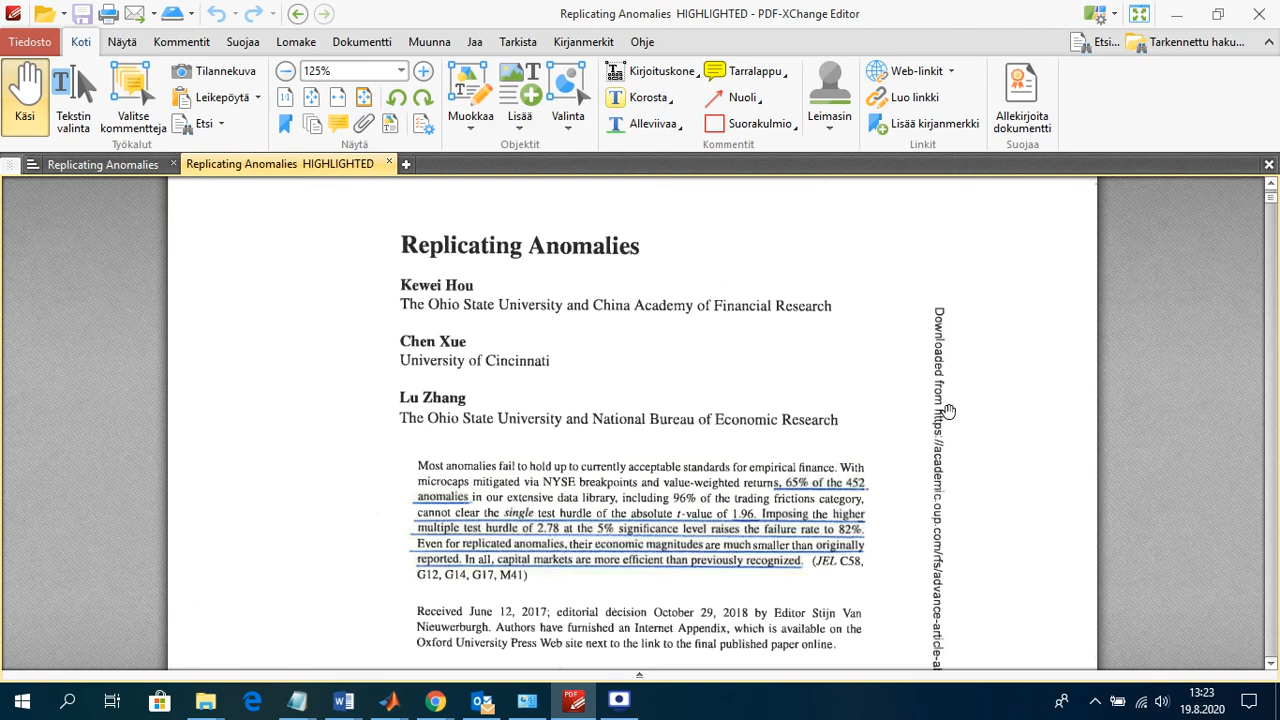 Replicating Anomalies HIGHLIGHTED - PDF-XChange Editor
Tiedosto Koti Näytä Kommentit Suojaa Lomake Dokumentti Muunna Jaa Tarkista Kirjanmerkit Ohje Etsi... Tarkennettu haku...
Käsi
Tekstin valinta
Valitse kommentteja
Tilannekuva
Leikepöytä
Etsi
Työkalut
125%
Näytä
Muokkaa
Lisää
Valinta
Objektit
Kirjoituskone
Korosta
Alleviivaa
Tarralappu
Nuoli
Suorakulmio
Leimasin
Kommentit
Web-linkit
Luo linkki
Lisää kirjanmerkki
Linkit
Allekirjoita dokumentti
Suojaa
Replicating Anomalies
Replicating Anomalies HIGHLIGHTED
Replicating Anomalies
Kewei Hou
The Ohio State University and China Academy of Financial Research
Chen Xue
University of Cincinnati
Lu Zhang
The Ohio State University and National Bureau of Economic Research
Most anomalies fail to hold up to currently acceptable standards for empirical finance. With
microcaps mitigated via NYSE breakpoints and value-weighted returns, 65% of the 452
anomalies in our extensive data library, including 96% of the trading frictions category,
cannot clear the single test hurdle of the absolute t-value of 1.96. Imposing the higher
multiple test hurdle of 2.78 at the 5% significance level raises the failure rate to 82%.
Even for replicated anomalies, their economic magnitudes are much smaller than originally
reported. In all, capital markets are more efficient than previously recognized. (JEL C58,
G12, G14, G17, M41)
Received June 12, 2017; editorial decision October 29, 2018 by Editor Stijn Van
Nieuwerburgh. Authors have furnished an Internet Appendix, which is available on the
Oxford University Press Web site next to the link to the final published paper online.
Downloaded from https://academic.oup.com/rfs/advance-article-al
13:23
19.8.2020